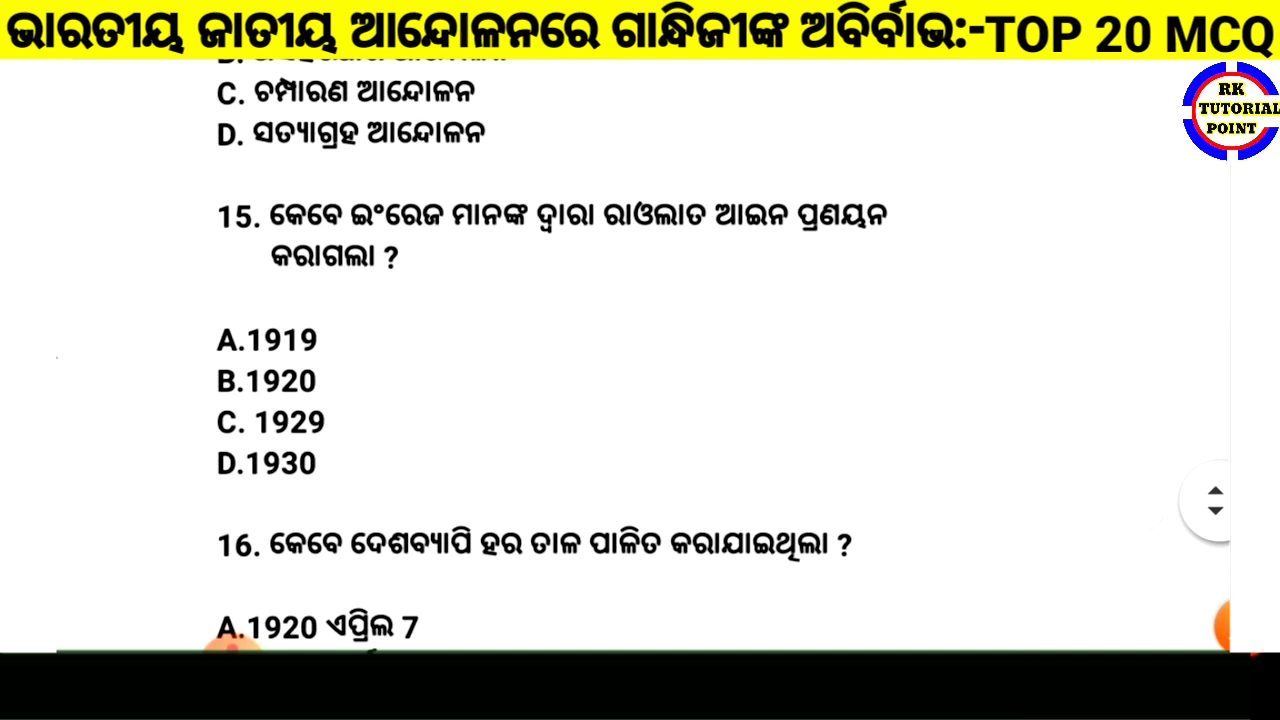 ଭାରତୀୟ ଜାତୀୟ ଆନ୍ଦୋଳନରେ ଗାନ୍ଧିଜୀଙ୍କ ଅବିର୍ବାଭ:-TOP 20 MCQ
RK
TUTORIAL
POINT
C. ଚମ୍ପାରଣ ଆନ୍ଦୋଳନ
D. ସତ୍ୟାଗ୍ରହ ଆନ୍ଦୋଳନ
15. କେବେ ଇଂରେଜ ମାନଙ୍କ ଦ୍ୱାରା ରାଓଲାତ ଆଇନ ପ୍ରଣୟନ
କରାଗଲା ?
A.1919
B.1920
C. 1929
D.1930
16. କେବେ ଦେଶବ୍ୟାପି ହର ତାଳ ପାଳିତ କରାଯାଇଥିଲା ?
A.1920 ଏପ୍ରିଲ 7